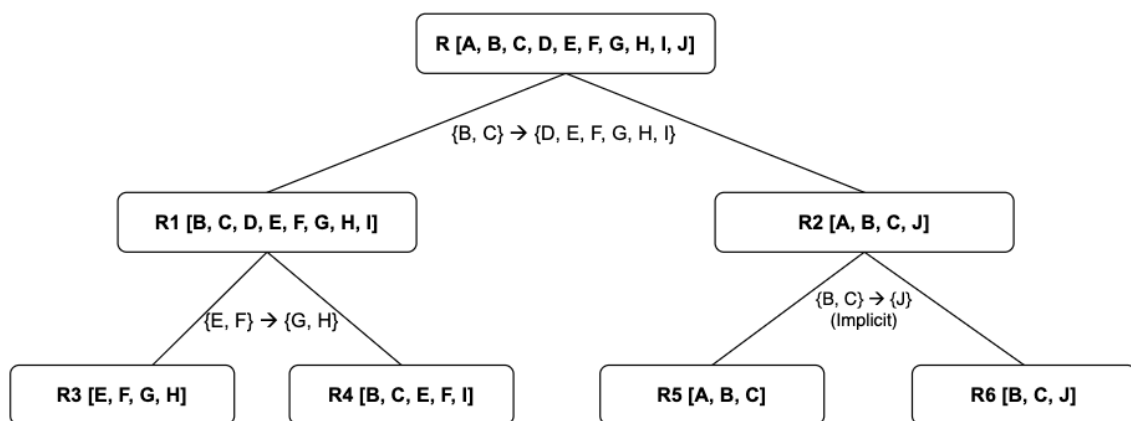 R [A, B, C, D, E, F, G, H, I, J]
{B, C} → {D, E, F, G, H, I}
R1 [B, C, D, E, F, G, H, I]
R2 [A, B, C, J]
{E, F} → {G, H}
{B, C} → {J}
(Implicit)
R3 [E, F, G, H]
R4 [B, C, E, F, I]
R5 [A, B, C]
R6 [B, C, J]